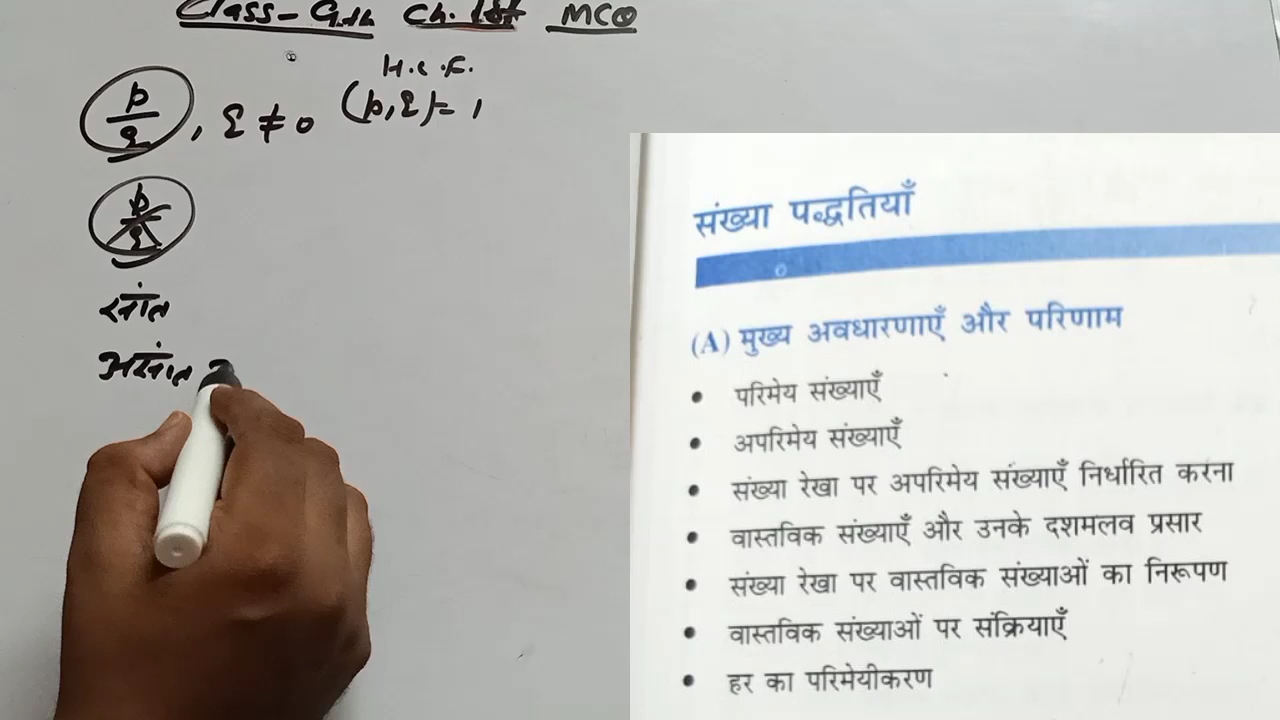 Class-9th Ch. 1st MCQ
H.C.F.
p/q, q ≠ 0 (p,q)= 1
p/q
सांत
असांत
संख्या पद्धतियाँ
(A) मुख्य अवधारणाएँ और परिणाम
• परिमेय संख्याएँ
• अपरिमेय संख्याएँ
• संख्या रेखा पर अपरिमेय संख्याएँ निर्धारित करना
• वास्तविक संख्याएँ और उनके दशमलव प्रसार
• संख्या रेखा पर वास्तविक संख्याओं का निरूपण
• वास्तविक संख्याओं पर संक्रियाएँ
• हर का परिमेयीकरण